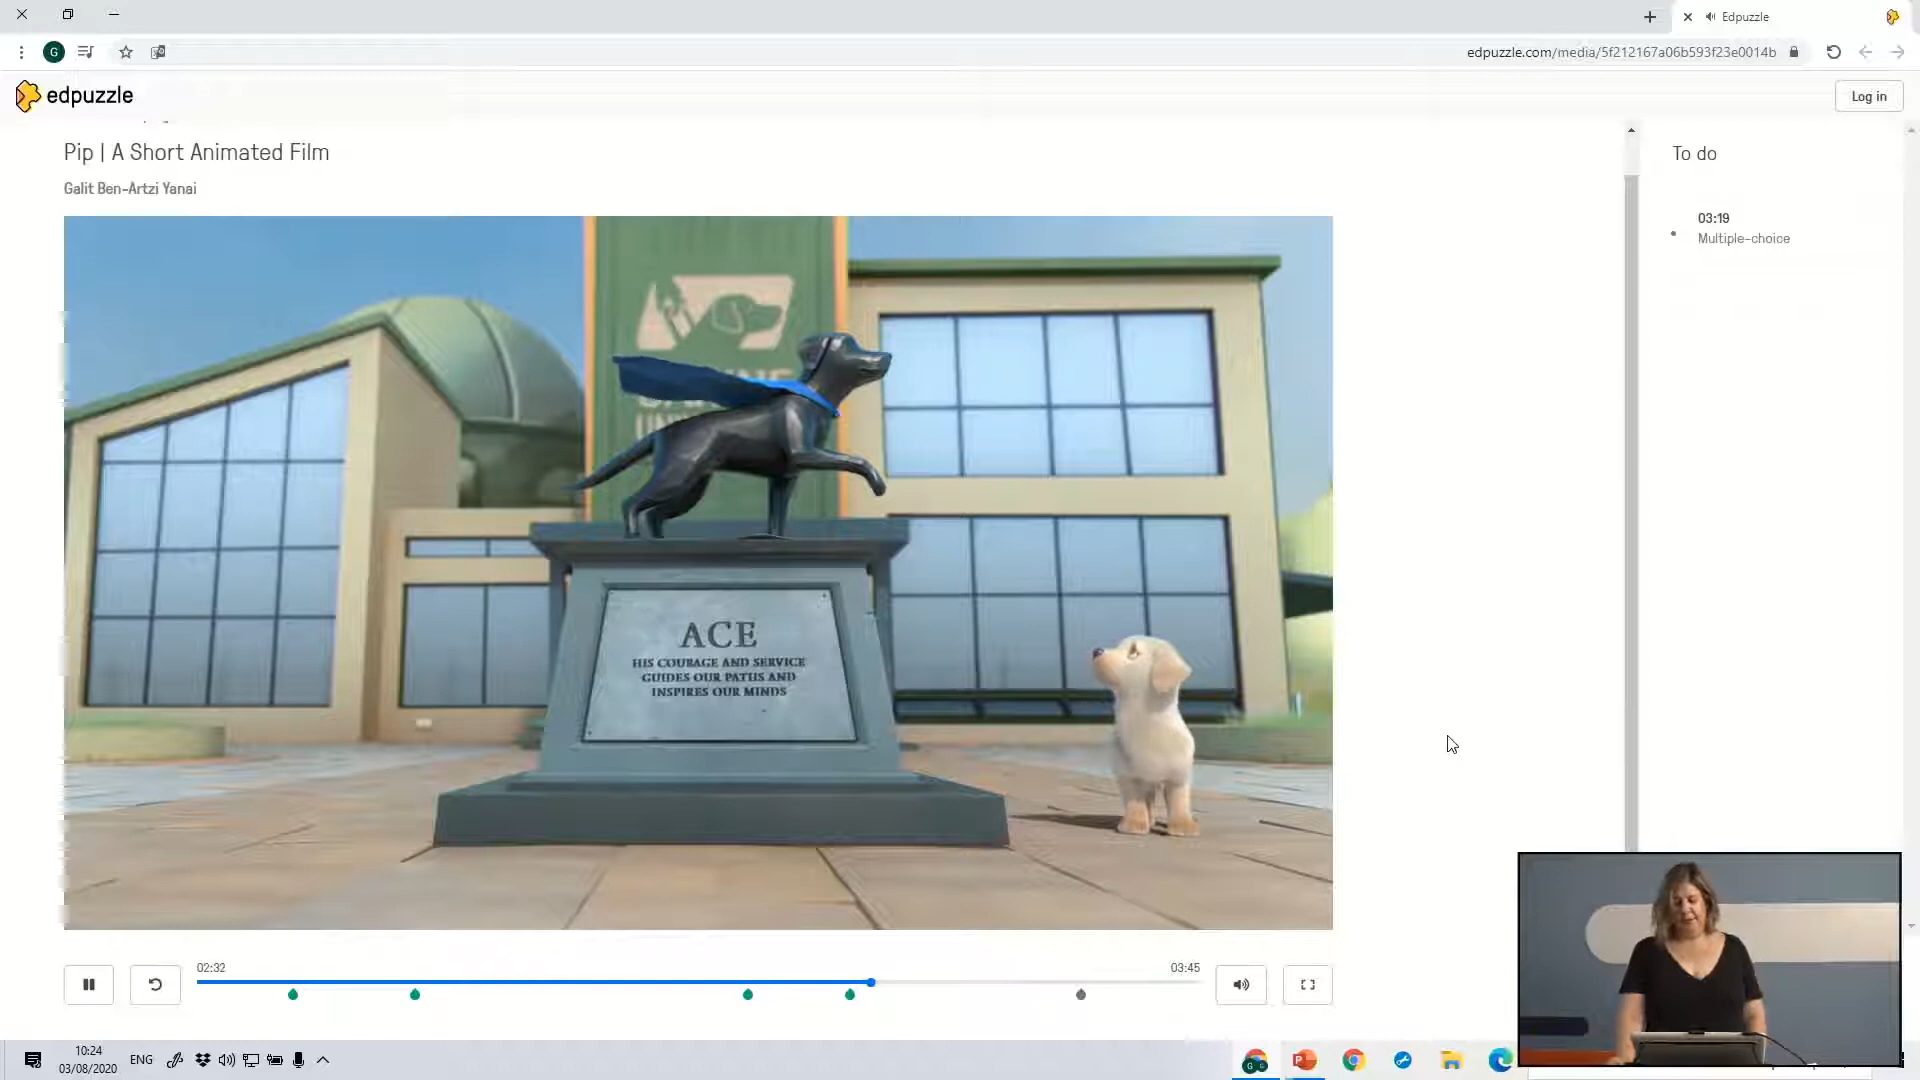 Edpuzzle
G
edpuzzle.com/media/5f212167a06b593f23e0014b
edpuzzle
Log in
Pip | A Short Animated Film
Galit Ben-Artzi Yanai
To do
03:19
Multiple-choice
ACE
HIS COURAGE AND SERVICE
GUIDES OUR PATHS AND
INSPIRES OUR MINDS
02:32
03:45
10:24
03/08/2020
ENG